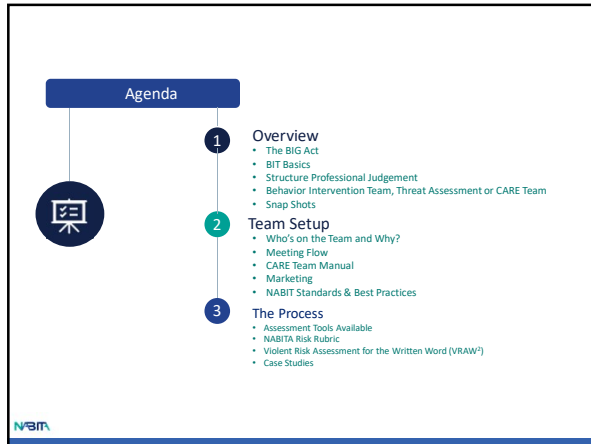 Agenda
1 Overview
• The BIG Act
• BIT Basics
• Structure Professional Judgement
• Behavior Intervention Team, Threat Assessment or CARE Team
• Snap Shots
2 Team Setup
• Who's on the Team and Why?
• Meeting Flow
• CARE Team Manual
• Marketing
• NABIT Standards & Best Practices
3 The Process
• Assessment Tools Available
• NABITA Risk Rubric
• Violent Risk Assessment for the Written Word (VRAW²)
• Case Studies
NABITA